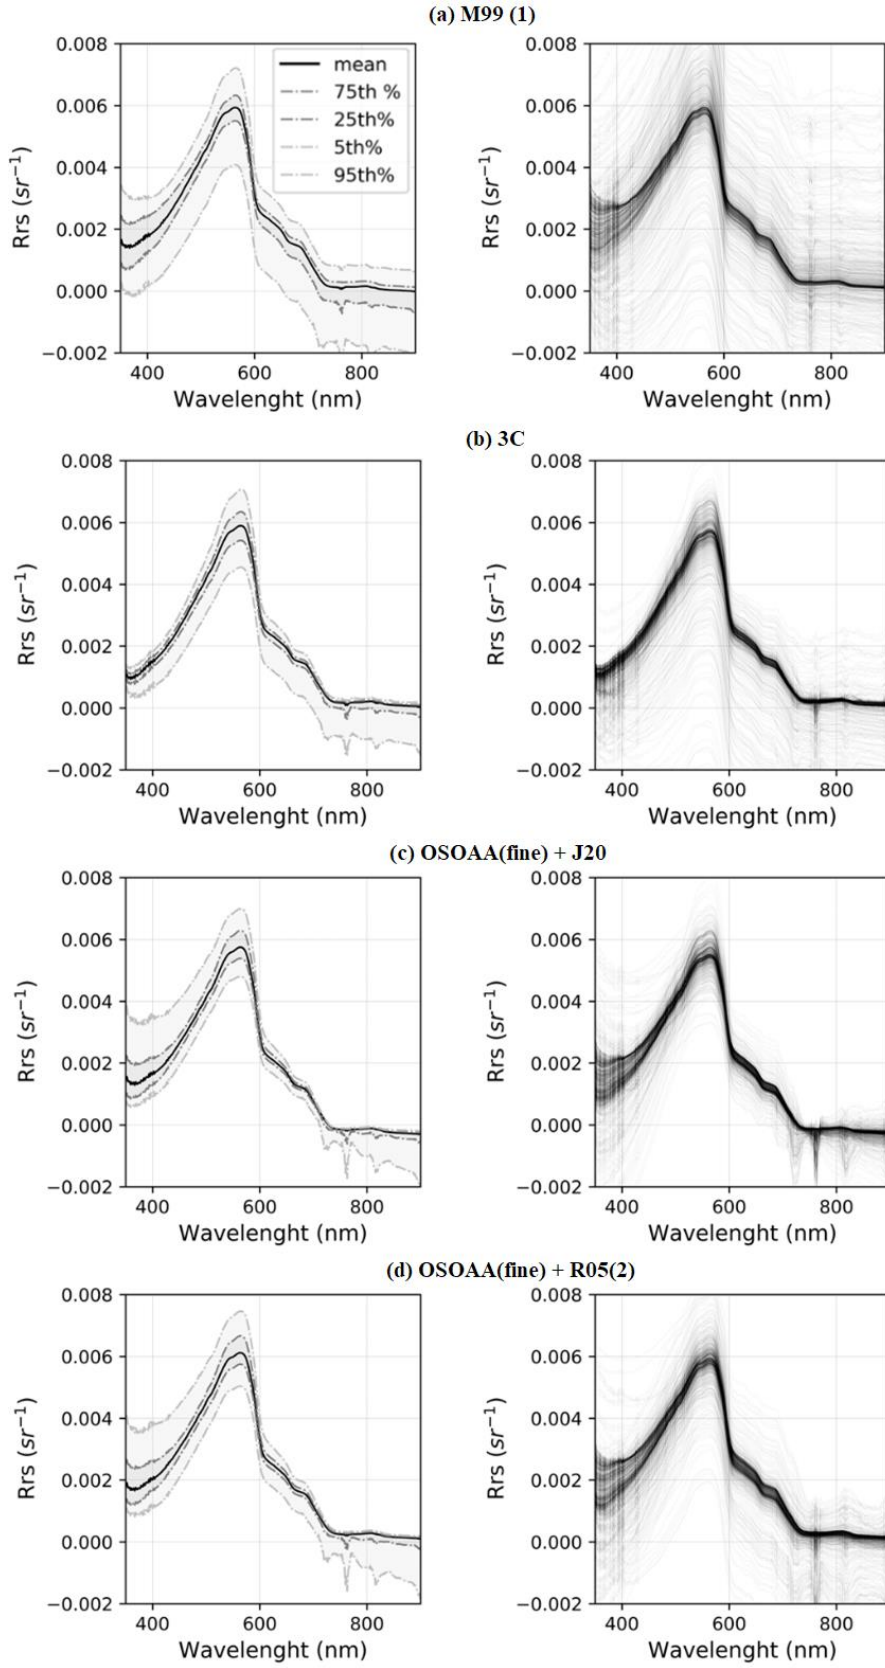 (a) M99 (1)
0.008
0.006
0.004
0.002
0.000
−0.002
Rrs (sr⁻¹)
400 600 800
Wavelenght (nm)
mean
75th %
25th%
5th%
95th%
0.008
0.006
0.004
0.002
0.000
−0.002
Rrs (sr⁻¹)
400 600 800
Wavelenght (nm)
(b) 3C
0.008
0.006
0.004
0.002
0.000
−0.002
Rrs (sr⁻¹)
400 600 800
Wavelenght (nm)
0.008
0.006
0.004
0.002
0.000
−0.002
Rrs (sr⁻¹)
400 600 800
Wavelenght (nm)
(c) OSOAA(fine) + J20
0.008
0.006
0.004
0.002
0.000
−0.002
Rrs (sr⁻¹)
400 600 800
Wavelenght (nm)
0.008
0.006
0.004
0.002
0.000
−0.002
Rrs (sr⁻¹)
400 600 800
Wavelenght (nm)
(d) OSOAA(fine) + R05(2)
0.008
0.006
0.004
0.002
0.000
−0.002
Rrs (sr⁻¹)
400 600 800
Wavelenght (nm)
0.008
0.006
0.004
0.002
0.000
−0.002
Rrs (sr⁻¹)
400 600 800
Wavelenght (nm)